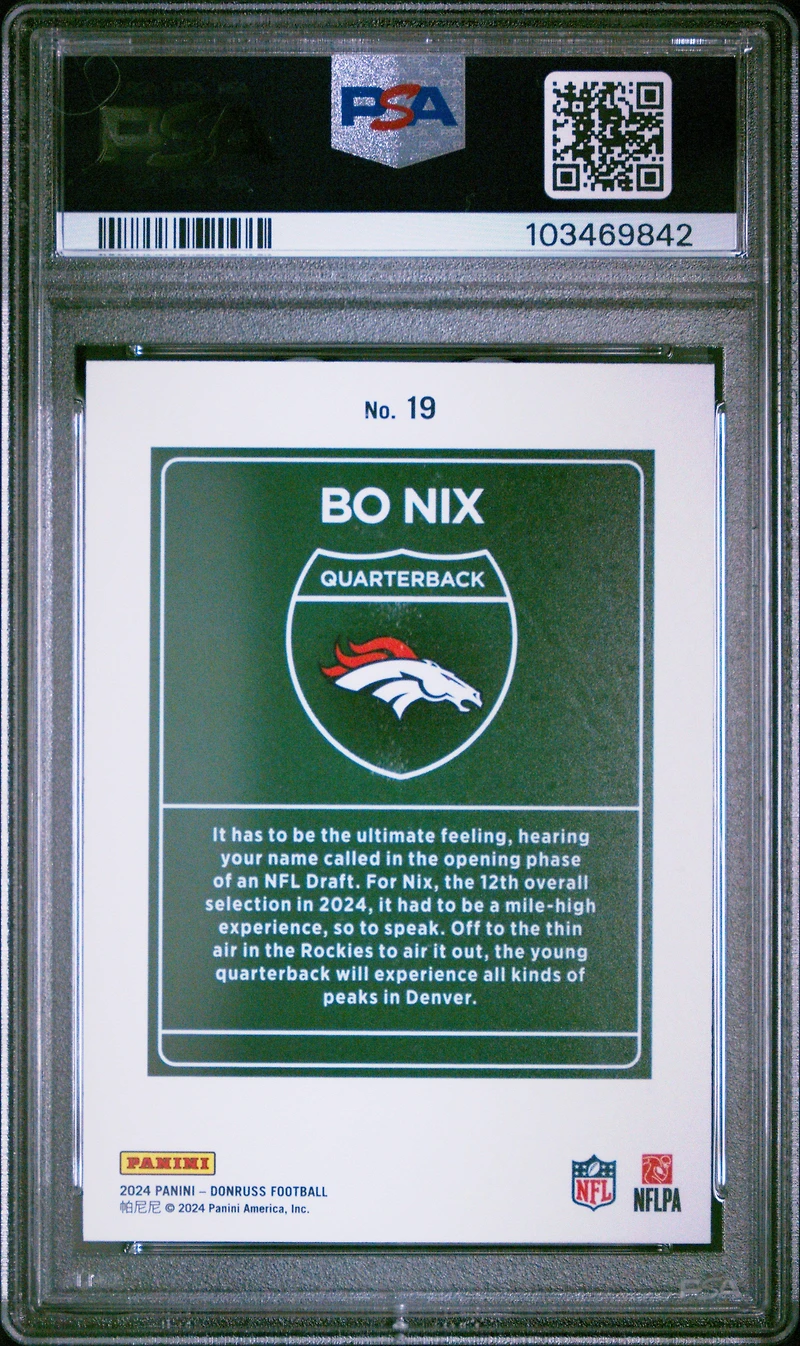 PSA
103469842
No. 19
BO NIX
QUARTERBACK
It has to be the ultimate feeling, hearing
your name called in the opening phase
of an NFL Draft. For Nix, the 12th overall
selection in 2024, it had to be a mile-high
experience, so to speak. Off to the thin
air in the Rockies to air it out, the young
quarterback will experience all kinds of
peaks in Denver.
PANINI
2024 PANINI – DONRUSS FOOTBALL
帕尼尼 © 2024 Panini America, Inc.
NFL
NFLPA
PSA